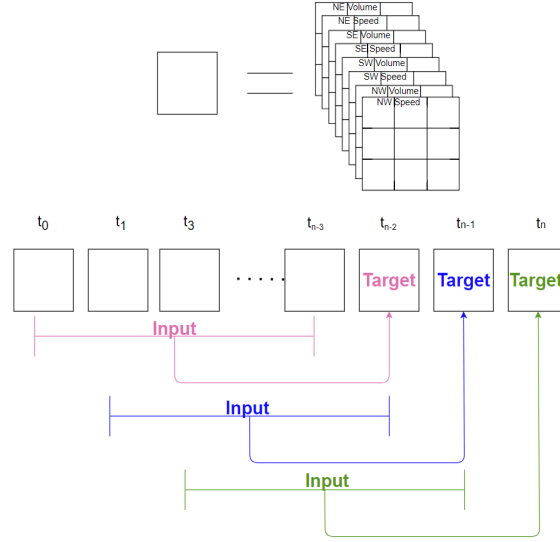 NE Volume
NE Speed
SE Volume
SE Speed
SW Volume
SW Speed
NW Volume
NW Speed
t0 t1 t3 tn-3 tn-2 tn-1 tn
..... Target Target Target
Input
Input
Input